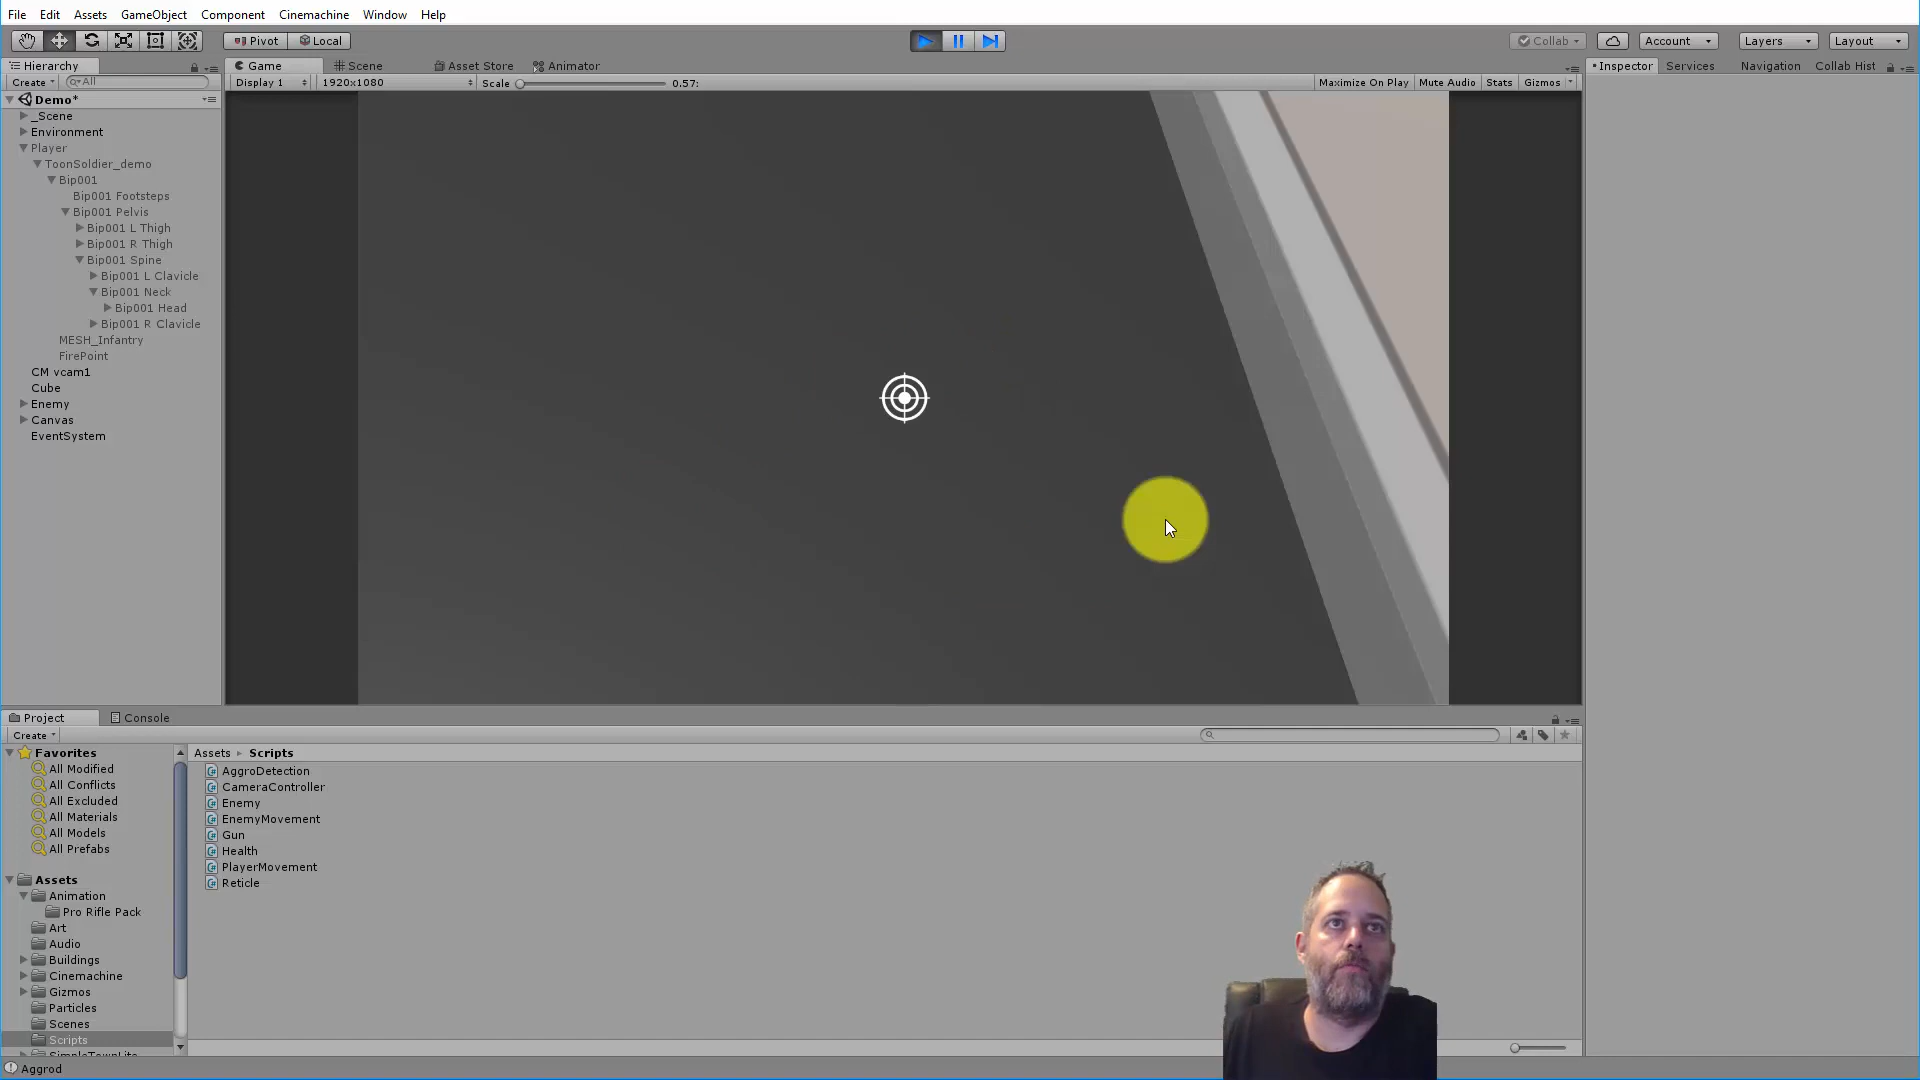 File Edit Assets GameObject Component Cinemachine Window Help
Pivot Local Collab Account Layers Layout
Hierarchy Game Scene Asset Store Animator Inspector Services Navigation Collab Hist
Create All Display 1 1920x1080 Scale 0.57: Maximize On Play Mute Audio Stats Gizmos
Demo*
_Scene
Environment
Player
ToonSoldier_demo
Bip001
Bip001 Footsteps
Bip001 Pelvis
Bip001 L Thigh
Bip001 R Thigh
Bip001 Spine
Bip001 L Clavicle
Bip001 Neck
Bip001 Head
Bip001 R Clavicle
MESH_Infantry
FirePoint
CM vcam1
Cube
Enemy
Canvas
EventSystem
Project Console
Create
Favorites
All Modified
All Conflicts
All Excluded
All Materials
All Models
All Prefabs
Assets
Animation
Pro Rifle Pack
Art
Audio
Buildings
Cinemachine
Gizmos
Particles
Scenes
Scripts
SimpleTownLite
Assets Scripts
AggroDetection
CameraController
Enemy
EnemyMovement
Gun
Health
PlayerMovement
Reticle
Aggrod